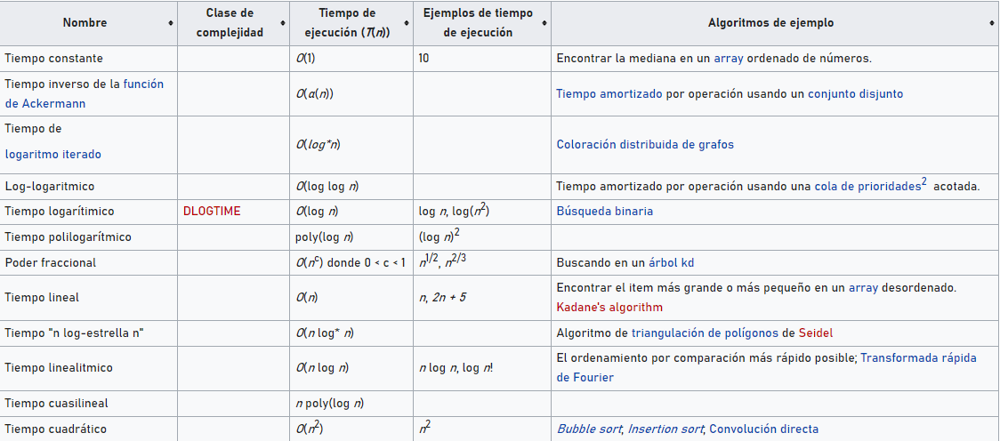 Nombre Clase de complejidad Tiempo de ejecución (T(n)) Ejemplos de tiempo de ejecución Algoritmos de ejemplo
Tiempo constante O(1) 10 Encontrar la mediana en un array ordenado de números.
Tiempo inverso de la función de Ackermann O(α(n)) Tiempo amortizado por operación usando un conjunto disjunto
Tiempo de
logaritmo iterado O(log*n) Coloración distribuida de grafos
Log-logaritmico O(log log n) Tiempo amortizado por operación usando una cola de prioridades² acotada.
Tiempo logarítimico DLOGTIME O(log n) log n, log(n²) Búsqueda binaria
Tiempo polilogarítmico poly(log n) (log n)²
Poder fraccional O(nᶜ) donde 0 < c < 1 n^1/2, n^2/3 Buscando en un árbol kd
Tiempo lineal O(n) n, 2n + 5 Encontrar el item más grande o más pequeño en un array desordenado.
Kadane's algorithm
Tiempo "n log-estrella n" O(n log* n) Algoritmo de triangulación de polígonos de Seidel
Tiempo linealitmico O(n log n) n log n, log n! El ordenamiento por comparación más rápido posible; Transformada rápida de Fourier
Tiempo cuasilineal n poly(log n)
Tiempo cuadrático O(n²) n² Bubble sort, Insertion sort, Convolución directa